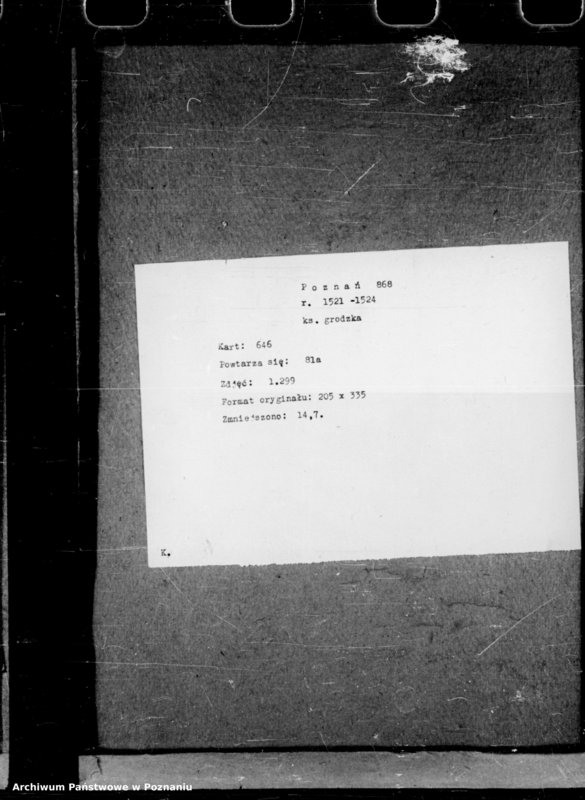 P o z n a ń 868
r. 1521 -1524
ks. grodzka
Kart: 646
Powtarza się: 81a
Zdjęć: 1.299
Format oryginału: 205 x 335
Zmniejszono: 14,7.
K.
Archiwum Państwowe w Poznaniu